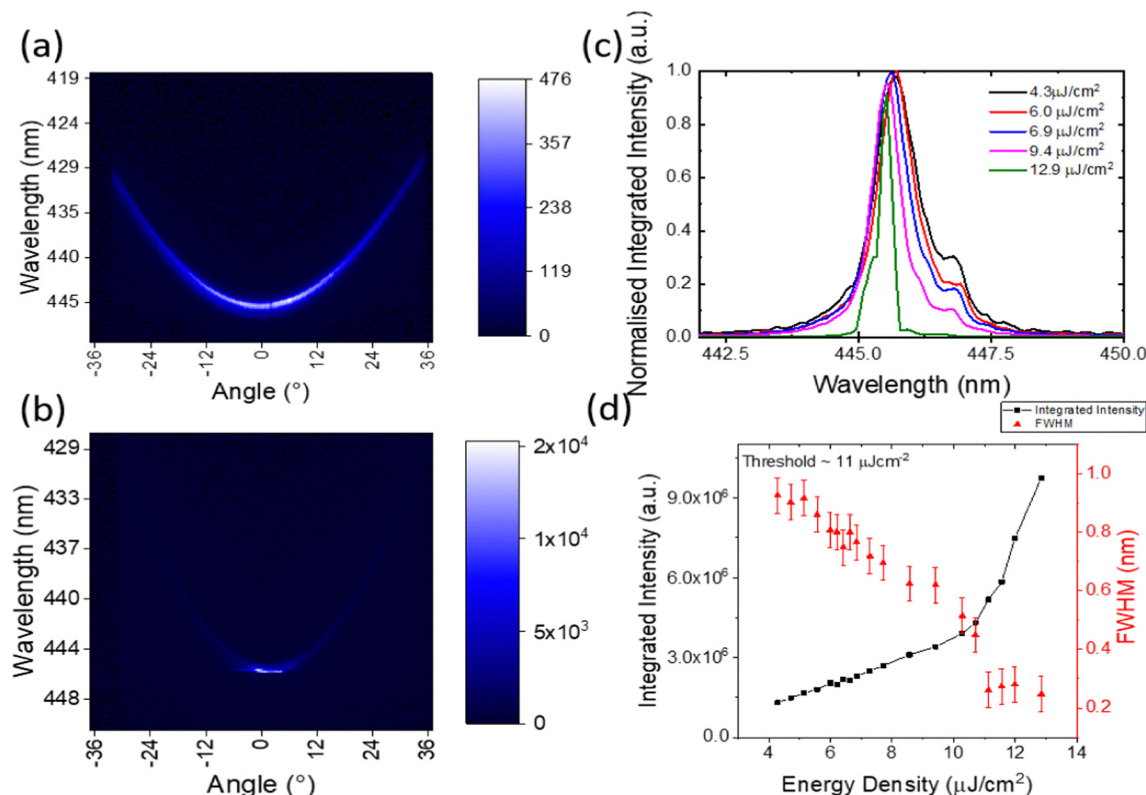 (a)
Wavelength (nm)
419
424
429
435
440
445
-36
-24
-12
0
12
24
36
Angle (°)
476
357
238
119
0
(b)
Wavelength (nm)
429
433
437
440
444
448
-36
-24
-12
0
12
24
36
Angle (°)
2x10⁴
1x10⁴
5x10³
0
(c)
Normalised Integrated Intensity (a.u.)
1.0
0.8
0.6
0.4
0.2
0.0
442.5
445.0
447.5
450.0
Wavelength (nm)
4.3µJ/cm²
6.0 µJ/cm²
6.9 µJ/cm²
9.4 µJ/cm²
12.9 µJ/cm²
(d)
Integrated Intensity
FWHM
Threshold ~ 11 µJcm⁻²
Integrated Intensity (a.u.)
9.0x10⁶
6.0x10⁶
3.0x10⁶
0.0
4
6
8
10
12
14
Energy Density (µJ/cm²)
1.0
0.8
0.6
0.4
0.2
FWHM (nm)